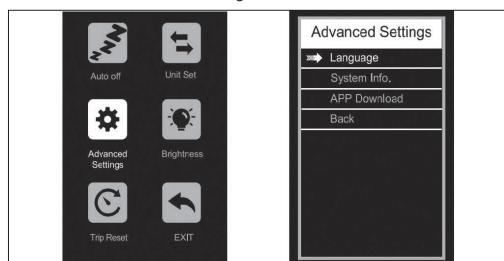 Auto off
Unit Set
Advanced
Settings
Brightness
Trip Reset
EXIT
Advanced Settings
Language
System Info.
APP Download
Back